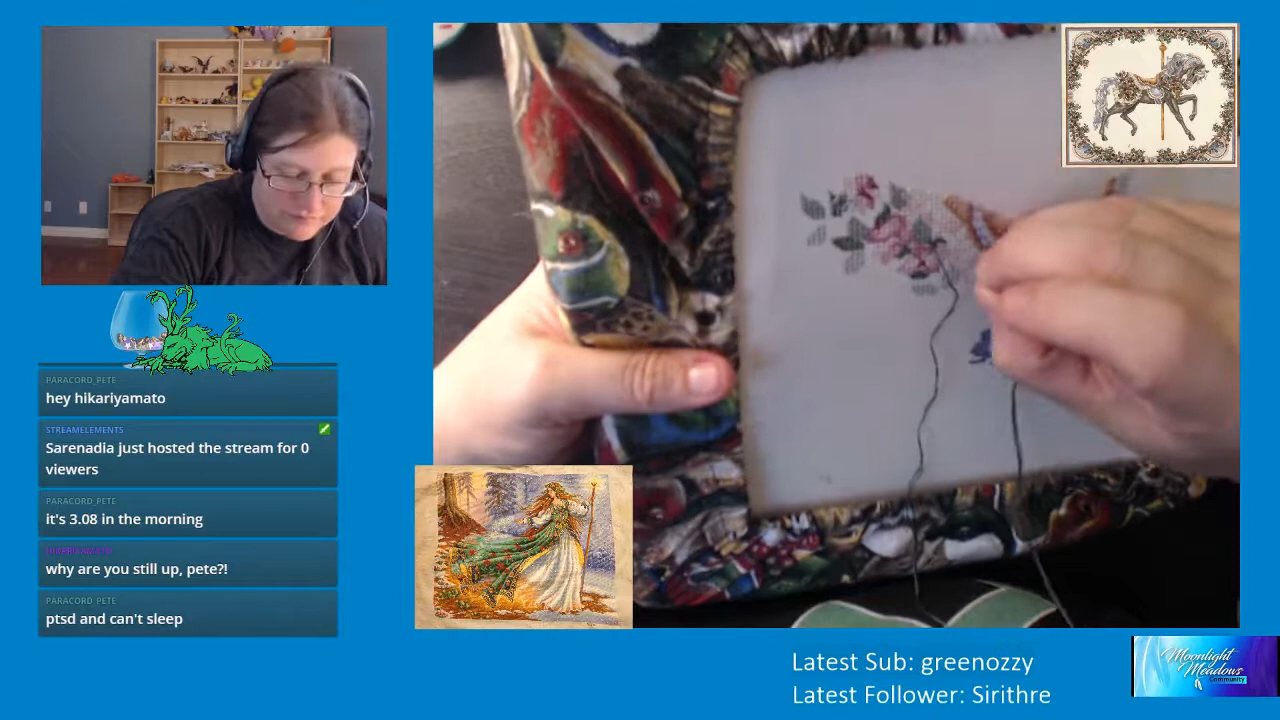 PARACORD_PETE
hey hikariyamato
STREAMELEMENTS
Sarenadia just hosted the stream for 0
viewers
PARACORD_PETE
it's 3.08 in the morning
HIKARIYAMATO
why are you still up, pete?!
PARACORD_PETE
ptsd and can't sleep
Latest Sub: greenozzy
Latest Follower: Sirithre
Moonlight
Meadows
Community